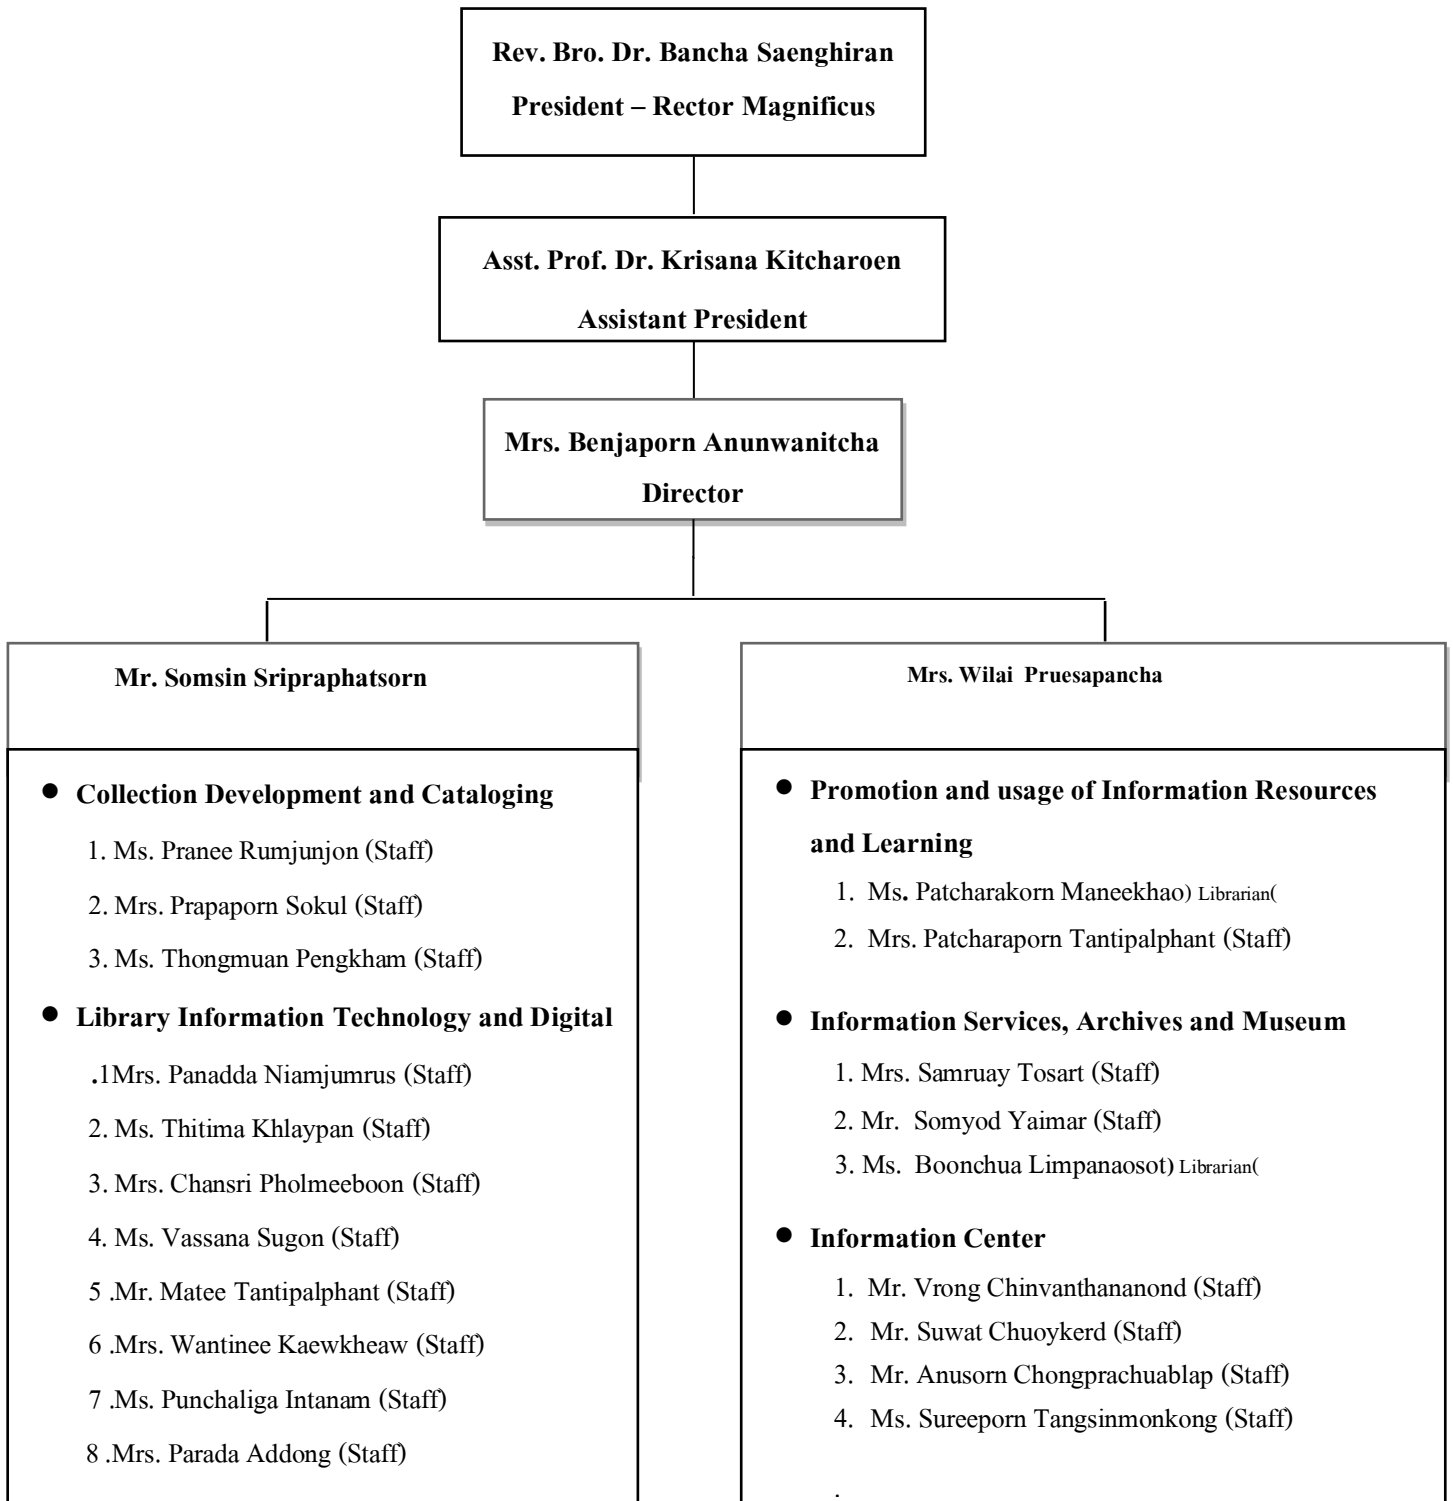 Rev. Bro. Dr. Bancha Saenghiran
President – Rector Magnificus
Asst. Prof. Dr. Krisana Kitcharoen
Assistant President
Mrs. Benjaporn Anunwanitcha
Director
Mr. Somsin Sripraphatsorn
● Collection Development and Cataloging
1. Ms. Pranee Rumjunjon (Staff)
2. Mrs. Prapaporn Sokul (Staff)
3. Ms. Thongmuan Pengkham (Staff)
● Library Information Technology and Digital
.1Mrs. Panadda Niamjumrus (Staff)
2. Ms. Thitima Khlaypan (Staff)
3. Mrs. Chansri Pholmeeboon (Staff)
4. Ms. Vassana Sugon (Staff)
5 .Mr. Matee Tantipalphant (Staff)
6 .Mrs. Wantinee Kaewkheaw (Staff)
7 .Ms. Punchaliga Intanam (Staff)
8 .Mrs. Parada Addong (Staff)
Mrs. Wilai Pruesapancha
● Promotion and usage of Information Resources
and Learning
1. Ms. Patcharakorn Maneekhao) Librarian(
2. Mrs. Patcharaporn Tantipalphant (Staff)
● Information Services, Archives and Museum
1. Mrs. Samruay Tosart (Staff)
2. Mr. Somyod Yaimar (Staff)
3. Ms. Boonchua Limpanaosot) Librarian(
● Information Center
1. Mr. Vrong Chinvanthananond (Staff)
2. Mr. Suwat Chuoykerd (Staff)
3. Mr. Anusorn Chongprachuablap (Staff)
4. Ms. Sureeporn Tangsinmonkong (Staff)
.